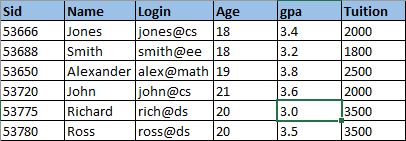 Sid Name Login Age gpa Tuition
53666 Jones jones@cs 18 3.4 2000
53688 Smith smith@ee 18 3.2 1800
53650 Alexander alex@math 19 3.8 2500
53720 John john@cs 21 3.6 2000
53775 Richard rich@ds 20 3.0 3500
53780 Ross ross@ds 20 3.5 3500